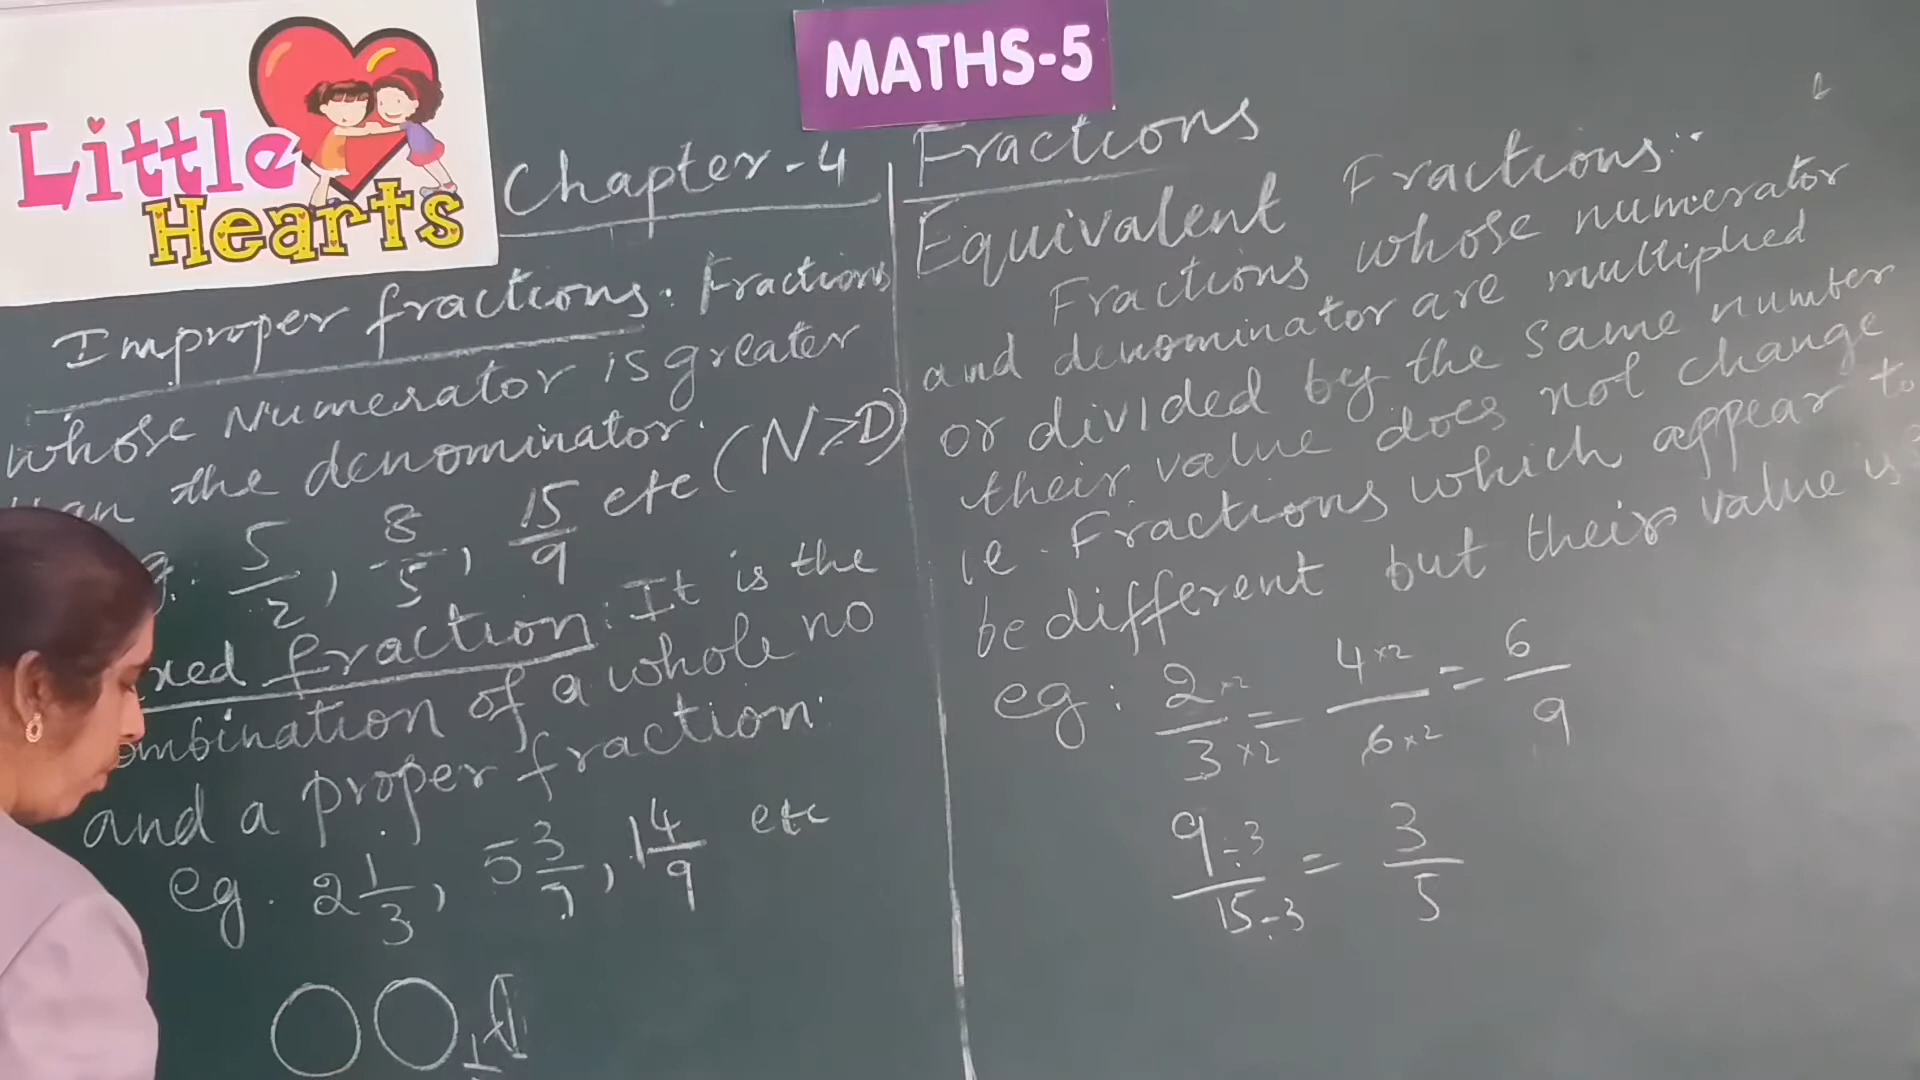 Little
Hearts
MATHS-5
Chapter-4
Fractions
Improper fractions: Fractions
whose Numerator is greater
than the denominator.
eg. 5/2, 8/5, 15/9 etc (N>D)
xed fraction: It is the
ombination of a whole no
and a proper fraction.
eg. 2 1/3, 5 3/7, 1 4/9 etc
Equivalent Fractions:
Fractions whose numerator
and denominator are multiplied
or divided by the same number
their value does not change
ie. Fractions which appear to
be different but their value is
eg: 2×2/3×2 = 4×2/6×2 = 6/9
9÷3/15÷3 = 3/5